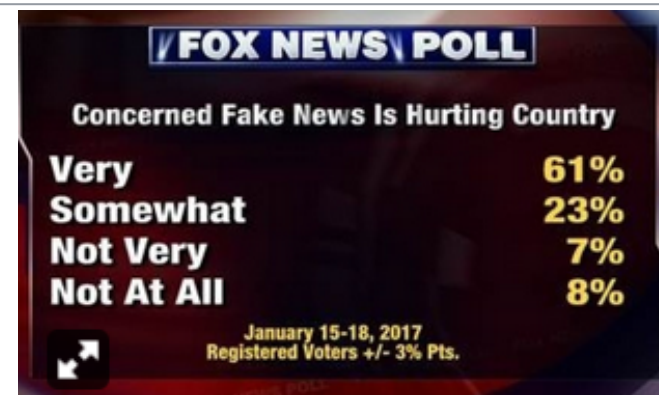 FOX NEWS POLL
Concerned Fake News Is Hurting Country
Very 61%
Somewhat 23%
Not Very 7%
Not At All 8%
January 15-18, 2017
Registered Voters +/- 3% Pts.